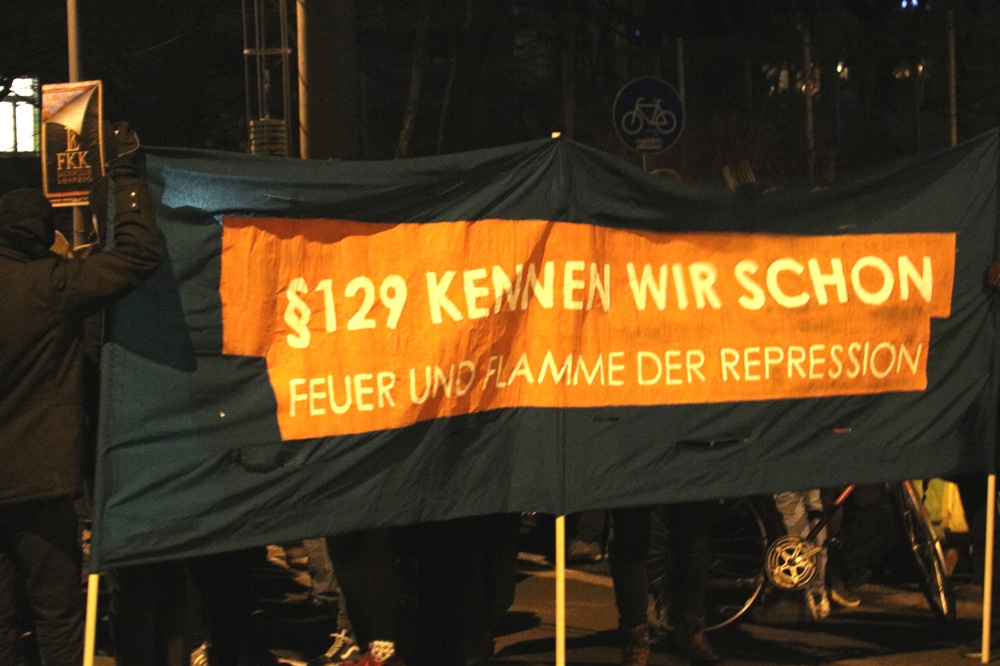 FKK
§129 KENNEN WIR SCHON
FEUER UND FLAMME DER REPRESSION